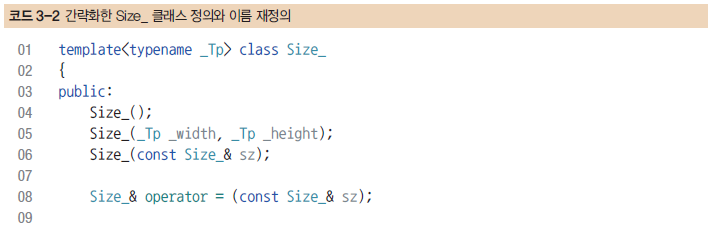 코드 3-2 간략화한 Size_ 클래스 정의와 이름 재정의
01 template<typename _Tp> class Size_
02 {
03 public:
04 Size_();
05 Size_(_Tp _width, _Tp _height);
06 Size_(const Size_& sz);
07
08 Size_& operator = (const Size_& sz);
09